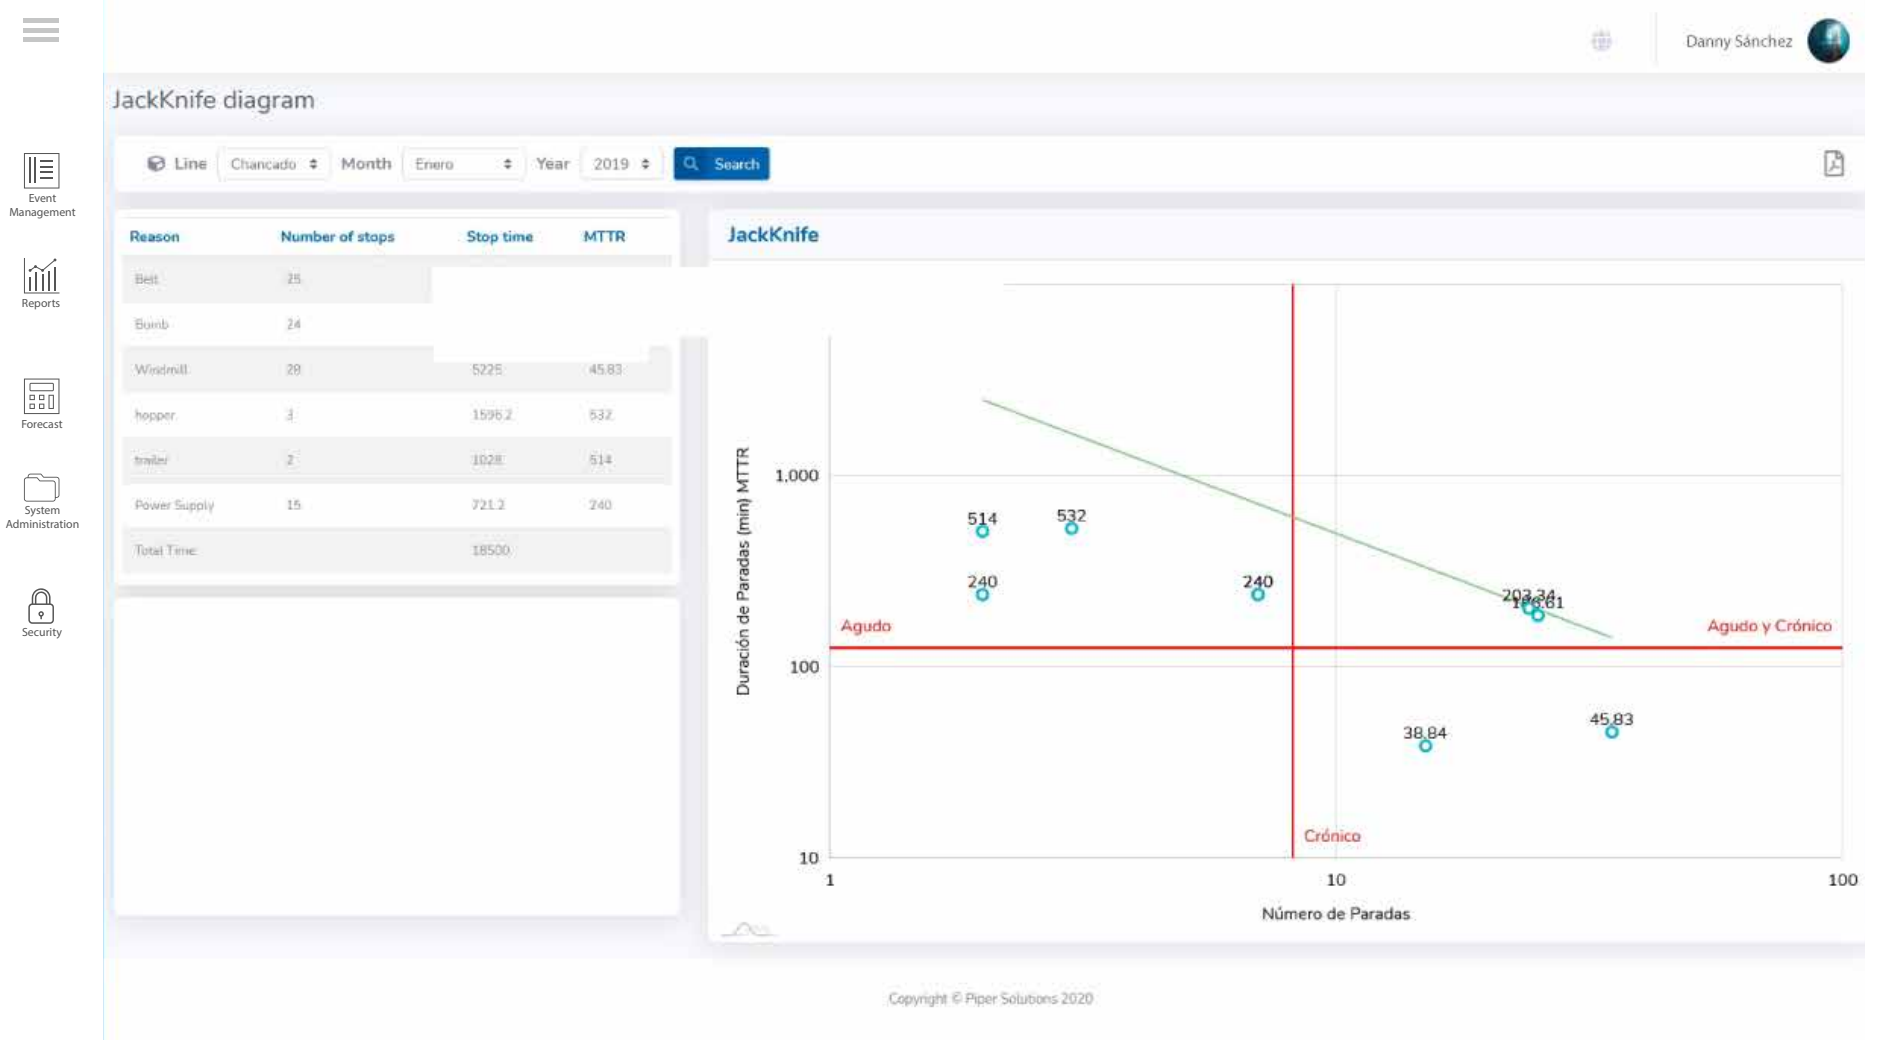 Danny Sánchez
JackKnife diagram
Line Chancado Month Enero Year 2019 Search
Event
Management
Reports
Forecast
System
Administration
Security
Reason Number of stops Stop time MTTR
Belt 25
Bomb 24
Windmill 29 5225 45.83
hopper 3 1596.2 532
trailer 2 1028 514
Power Supply 15 721.2 240
Total Time: 18500
JackKnife
Duración de Paradas (min) MTTR
1,000
100
10
1
10
100
Número de Paradas
514
532
240
240
203.34
45.83
38.84
Agudo
Agudo y Crónico
Crónico
Copyright © Piper Solutions 2020